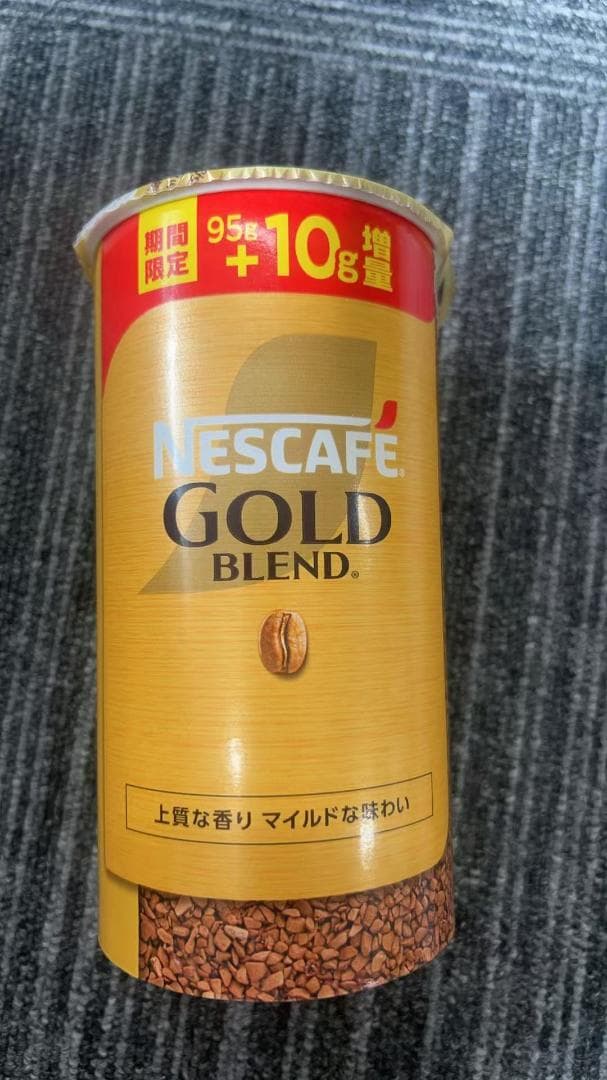 期間
限定
95g
+10g
増量
NESCAFÉ®
GOLD
BLEND®
上質な香り マイルドな味わい